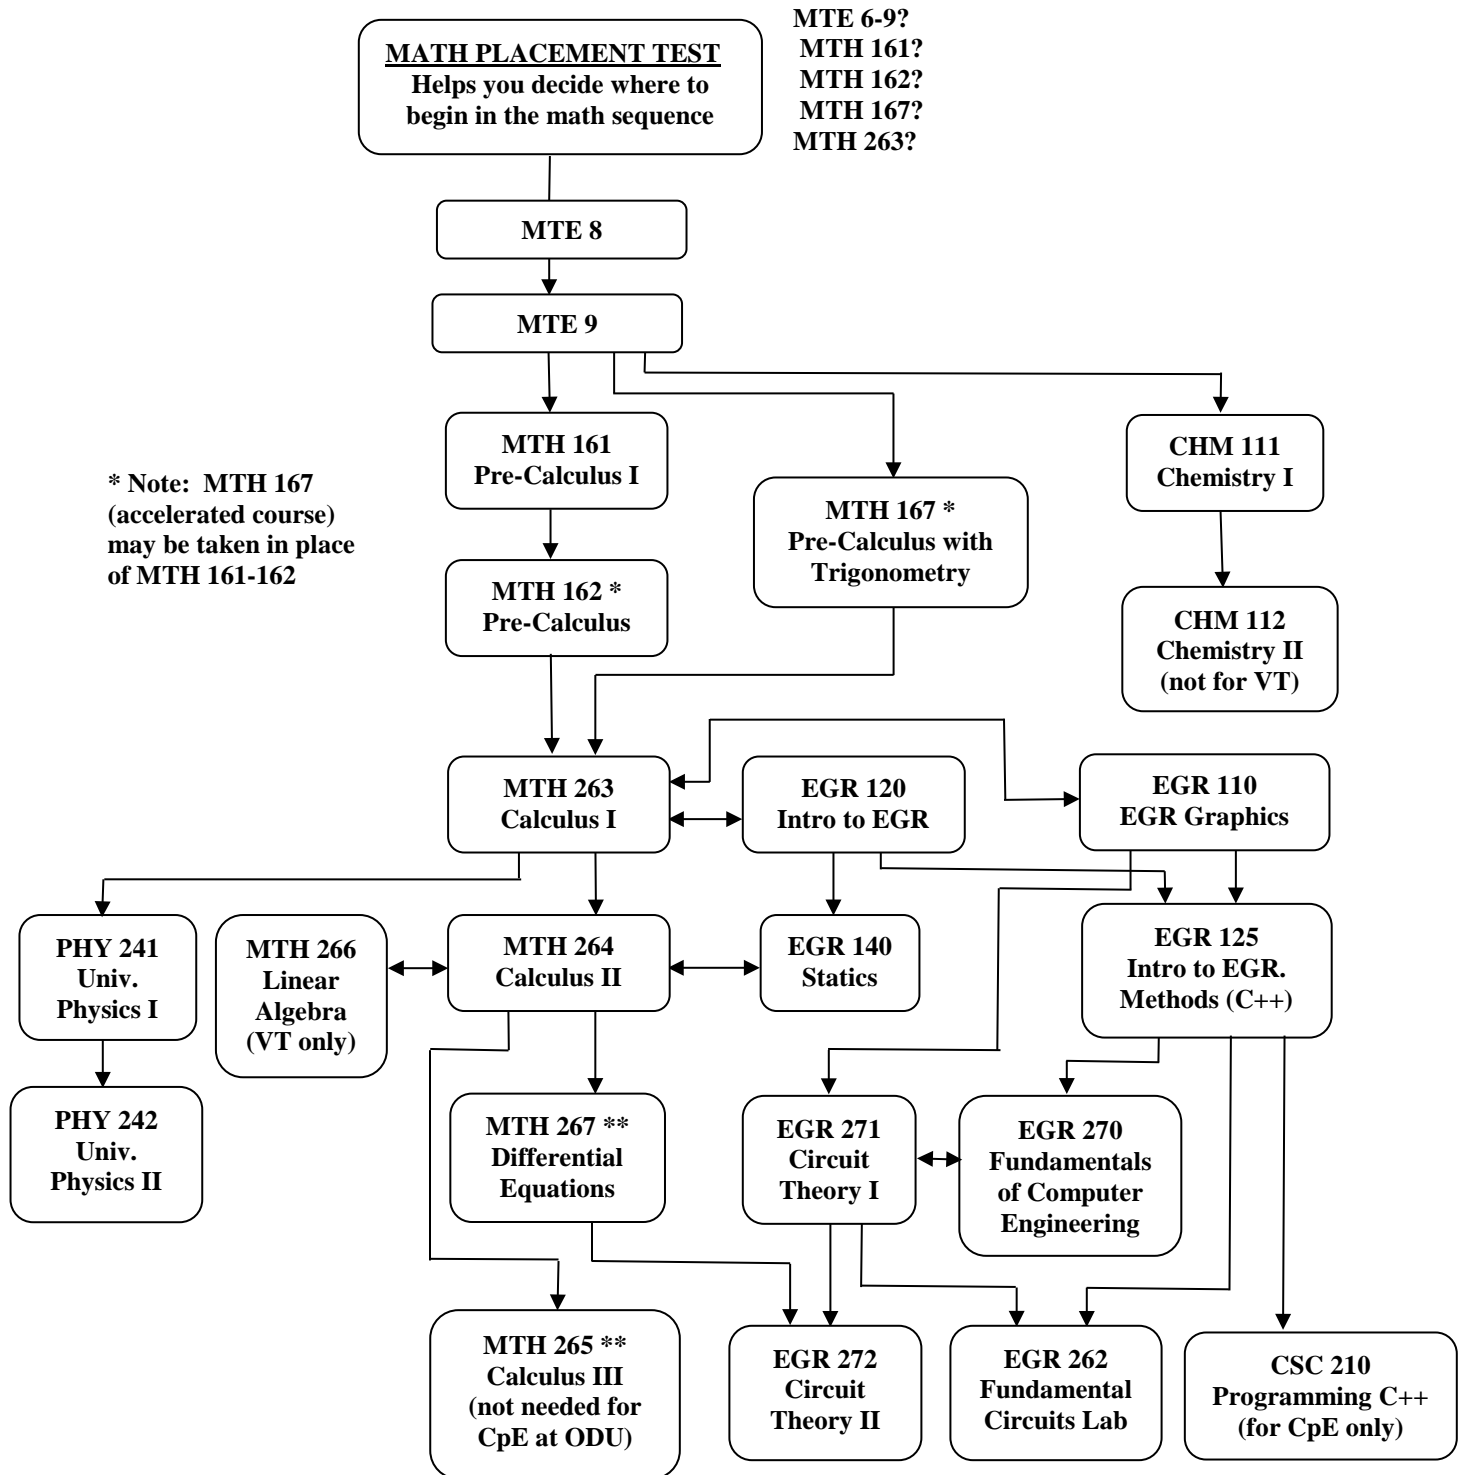 MATH PLACEMENT TEST
Helps you decide where to
begin in the math sequence
MTE 6-9?
MTH 161?
MTH 162?
MTH 167?
MTH 263?
MTE 8
MTE 9
MTH 161
Pre-Calculus I
CHM 111
Chemistry I
* Note: MTH 167
(accelerated course)
may be taken in place
of MTH 161-162
MTH 167 *
Pre-Calculus with
Trigonometry
MTH 162 *
Pre-Calculus
CHM 112
Chemistry II
(not for VT)
MTH 263
Calculus I
EGR 120
Intro to EGR
EGR 110
EGR Graphics
PHY 241
Univ.
Physics I
MTH 266
Linear
Algebra
(VT only)
MTH 264
Calculus II
EGR 140
Statics
EGR 125
Intro to EGR.
Methods (C++)
PHY 242
Univ.
Physics II
MTH 267 **
Differential
Equations
EGR 271
Circuit
Theory I
EGR 270
Fundamentals
of Computer
Engineering
MTH 265 **
Calculus III
(not needed for
CpE at ODU)
EGR 272
Circuit
Theory II
EGR 262
Fundamental
Circuits Lab
CSC 210
Programming C++
(for CpE only)